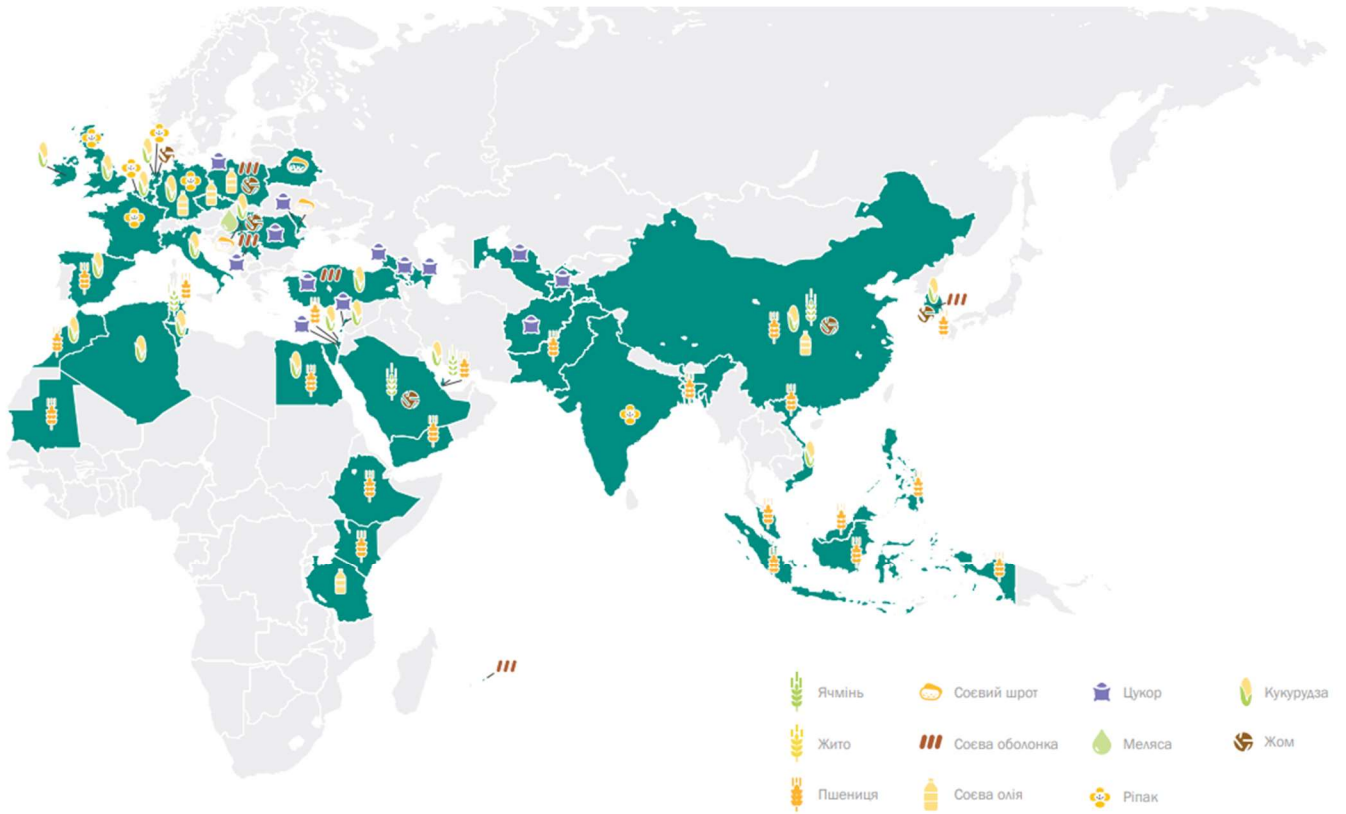 Ячмінь
Соєвий шрот
Цукор
Кукурудза
Жито
Соєва оболонка
Меляса
Жом
Пшениця
Соєва олія
Ріпак